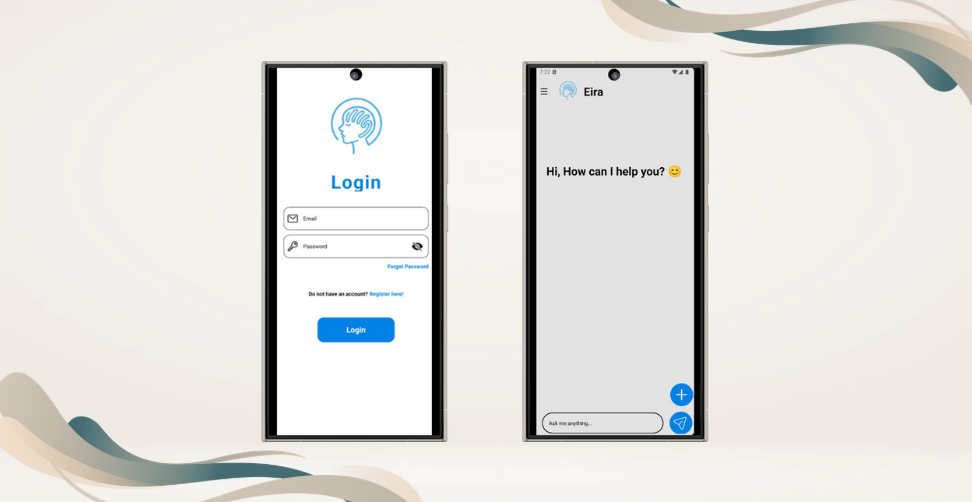 Login
Email
Password
Forgot Password
Do not have an account? Register here!
Login
7:22
Eira
Hi, How can I help you? 😊
Ask me anything...